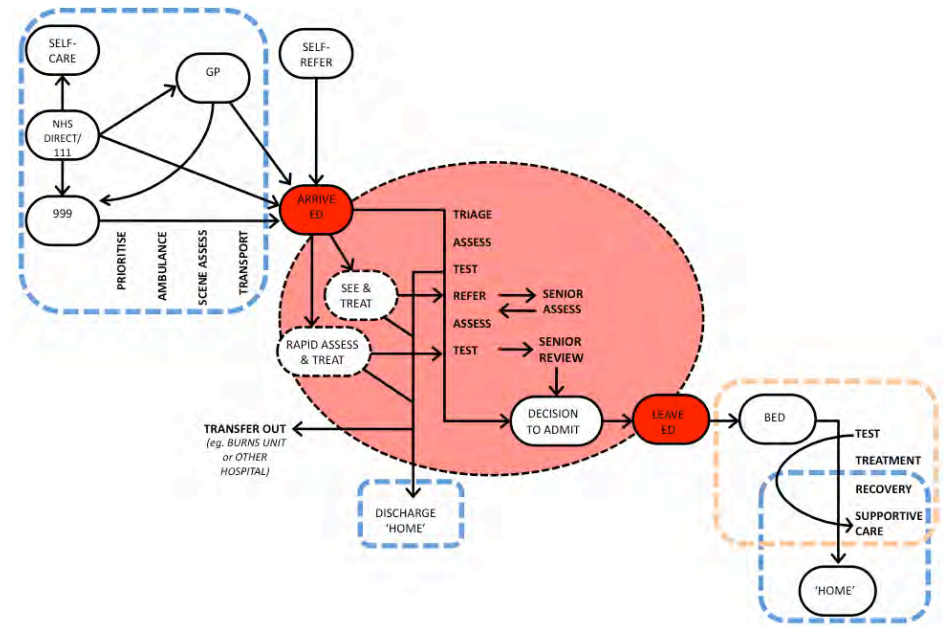 SELF-
CARE
GP
NHS
DIRECT/
111
999
PRIORITISE
AMBULANCE
SCENE ASSESS
TRANSPORT
SELF-
REFER
ARRIVE
ED
TRIAGE
ASSESS
TEST
REFER
ASSESS
TEST
SENIOR
ASSESS
SENIOR
REVIEW
SEE &
TREAT
RAPID ASSESS
& TREAT
DECISION
TO ADMIT
LEAVE
ED
TRANSFER OUT
(eg. BURNS UNIT
or OTHER
HOSPITAL)
DISCHARGE
'HOME'
BED
TEST
TREATMENT
RECOVERY
SUPPORTIVE
CARE
'HOME'